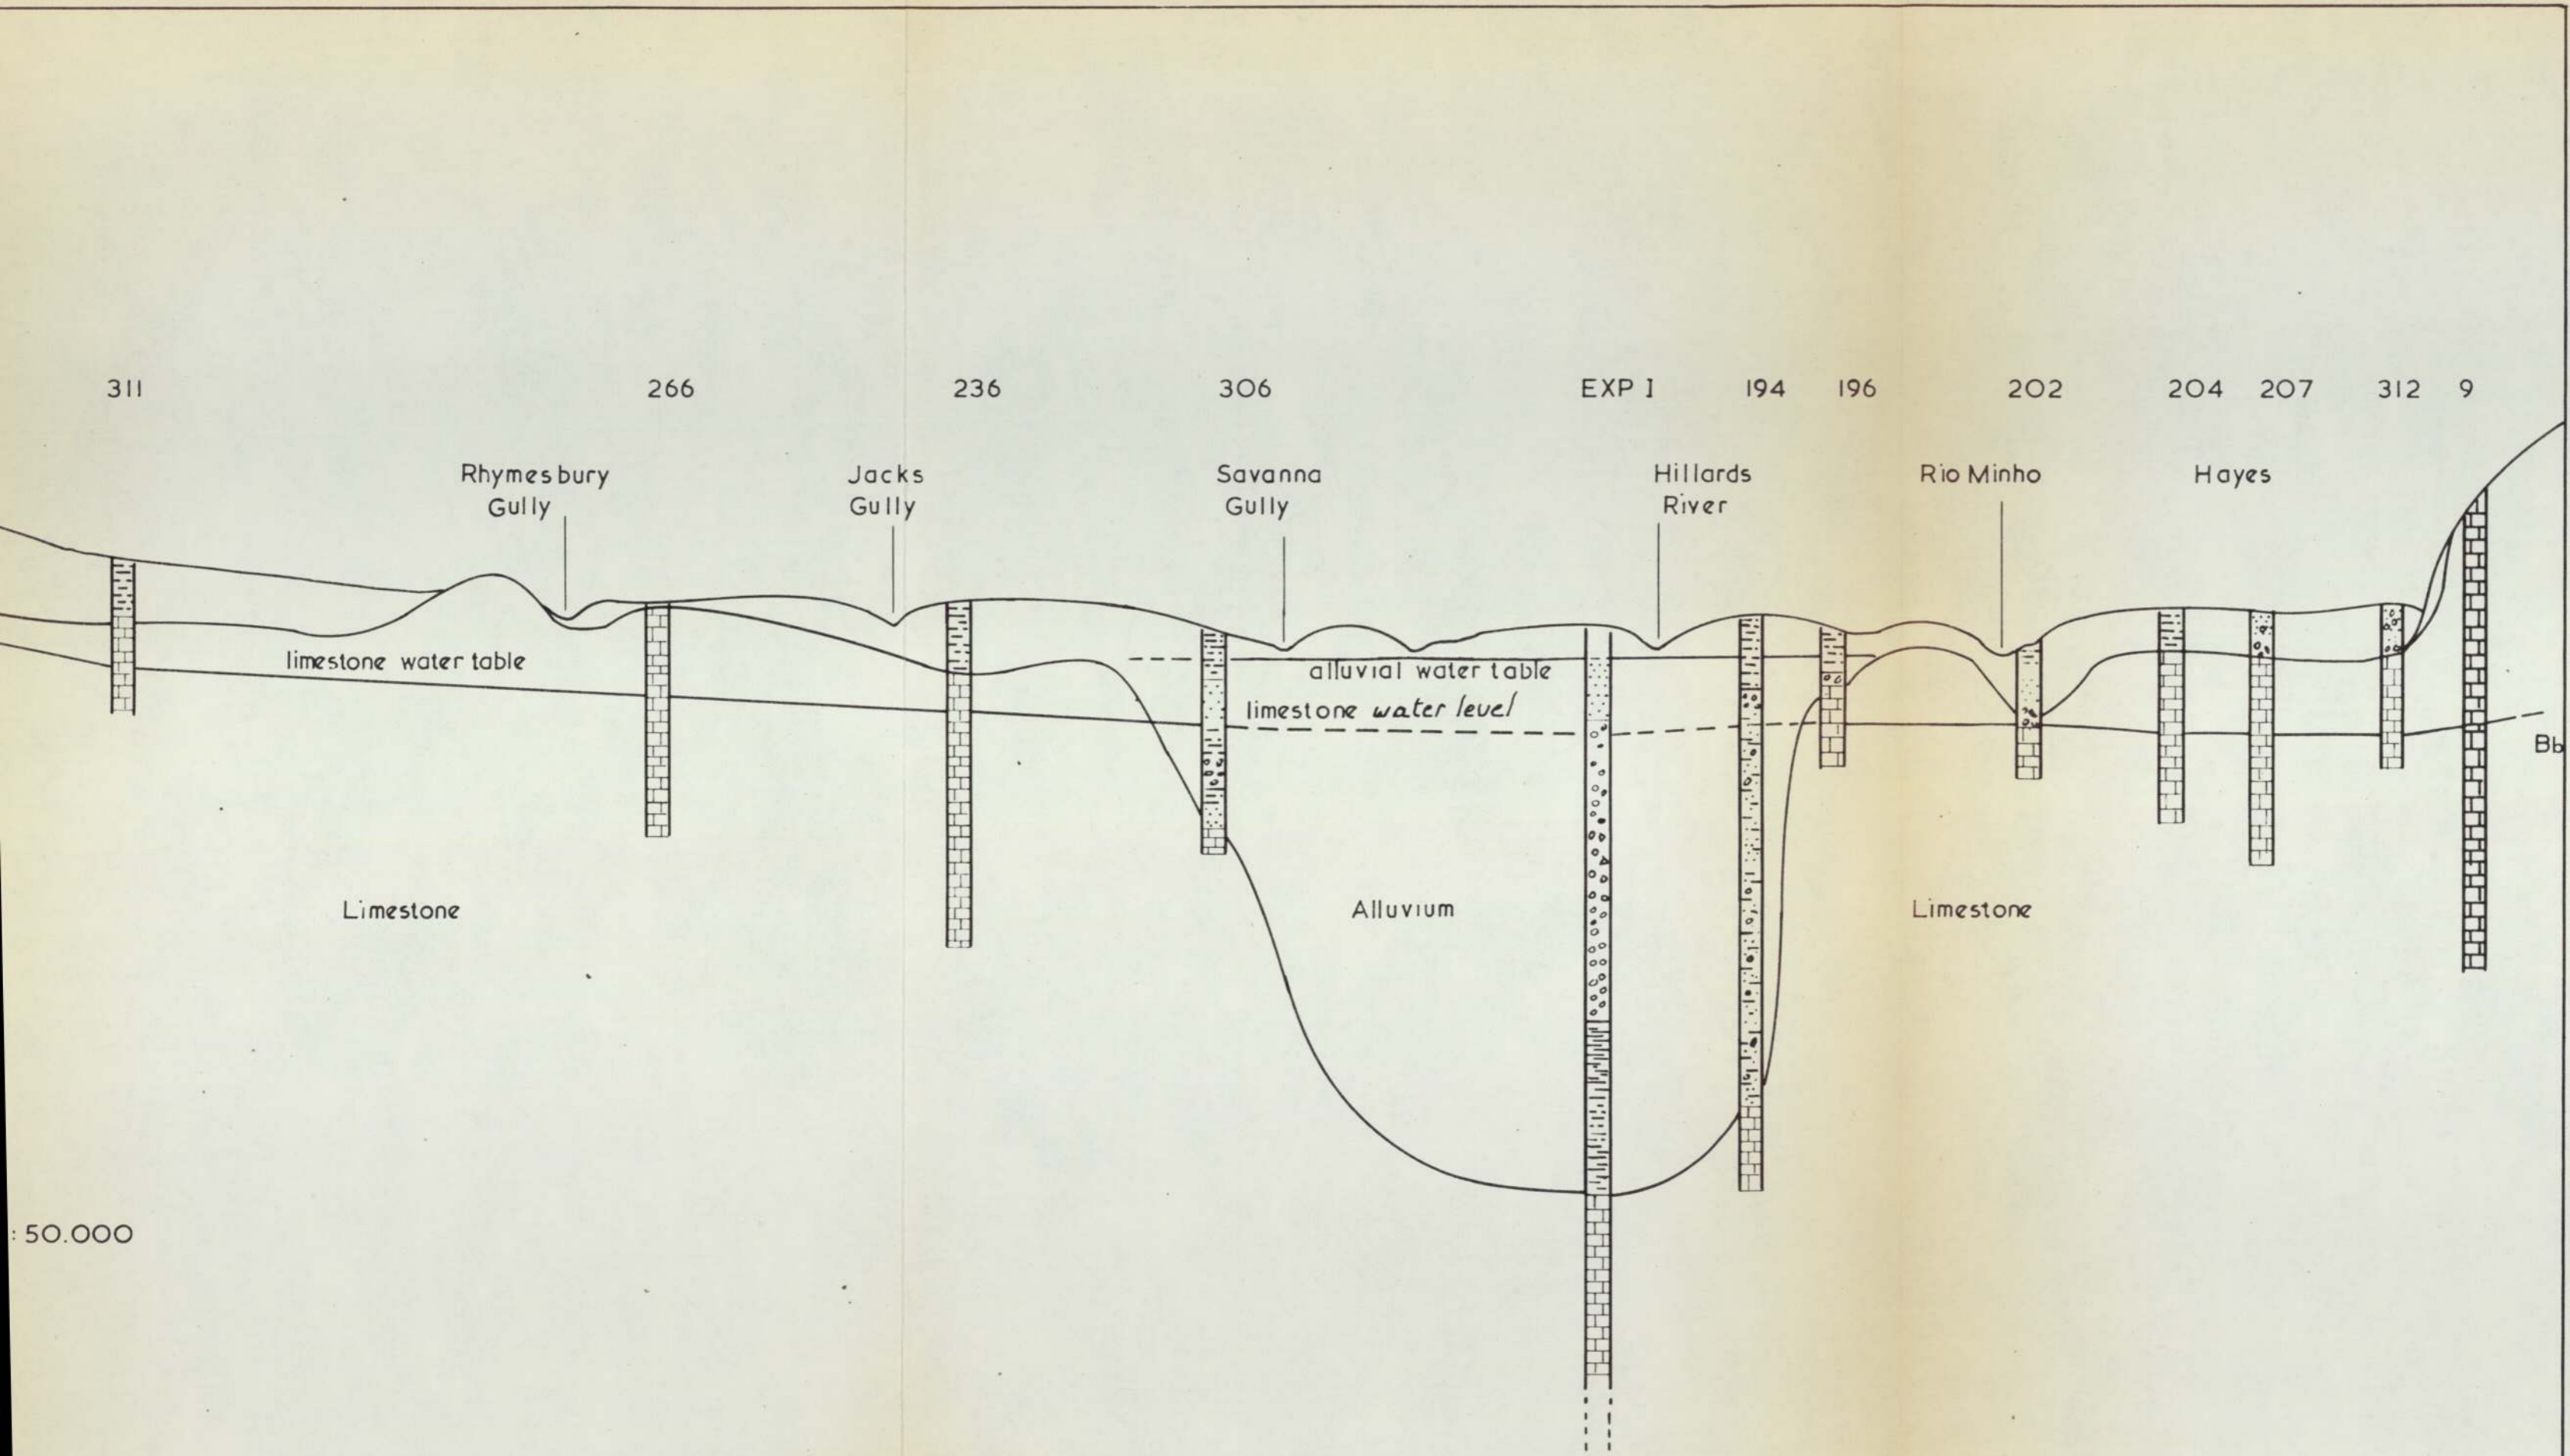 311 266 236 306 EXP I 194 196 202 204 207 312 9
Rhymesbury Gully
Jacks Gully
Savanna Gully
Hillards River
Rio Minho
Hayes
limestone water table
alluvial water table
limestone water level
Bb
Limestone
Alluvium
Limestone
: 50.000